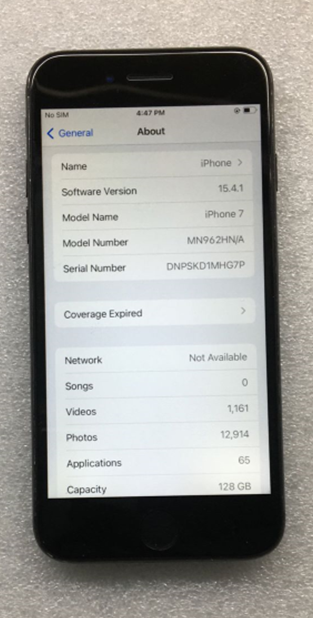 No SIM 4:47 PM
General About
Name iPhone
Software Version 15.4.1
Model Name iPhone 7
Model Number MN962HN/A
Serial Number DNPSKD1MHG7P
Coverage Expired
Network Not Available
Songs 0
Videos 1,161
Photos 12,914
Applications 65
Capacity 128 GB